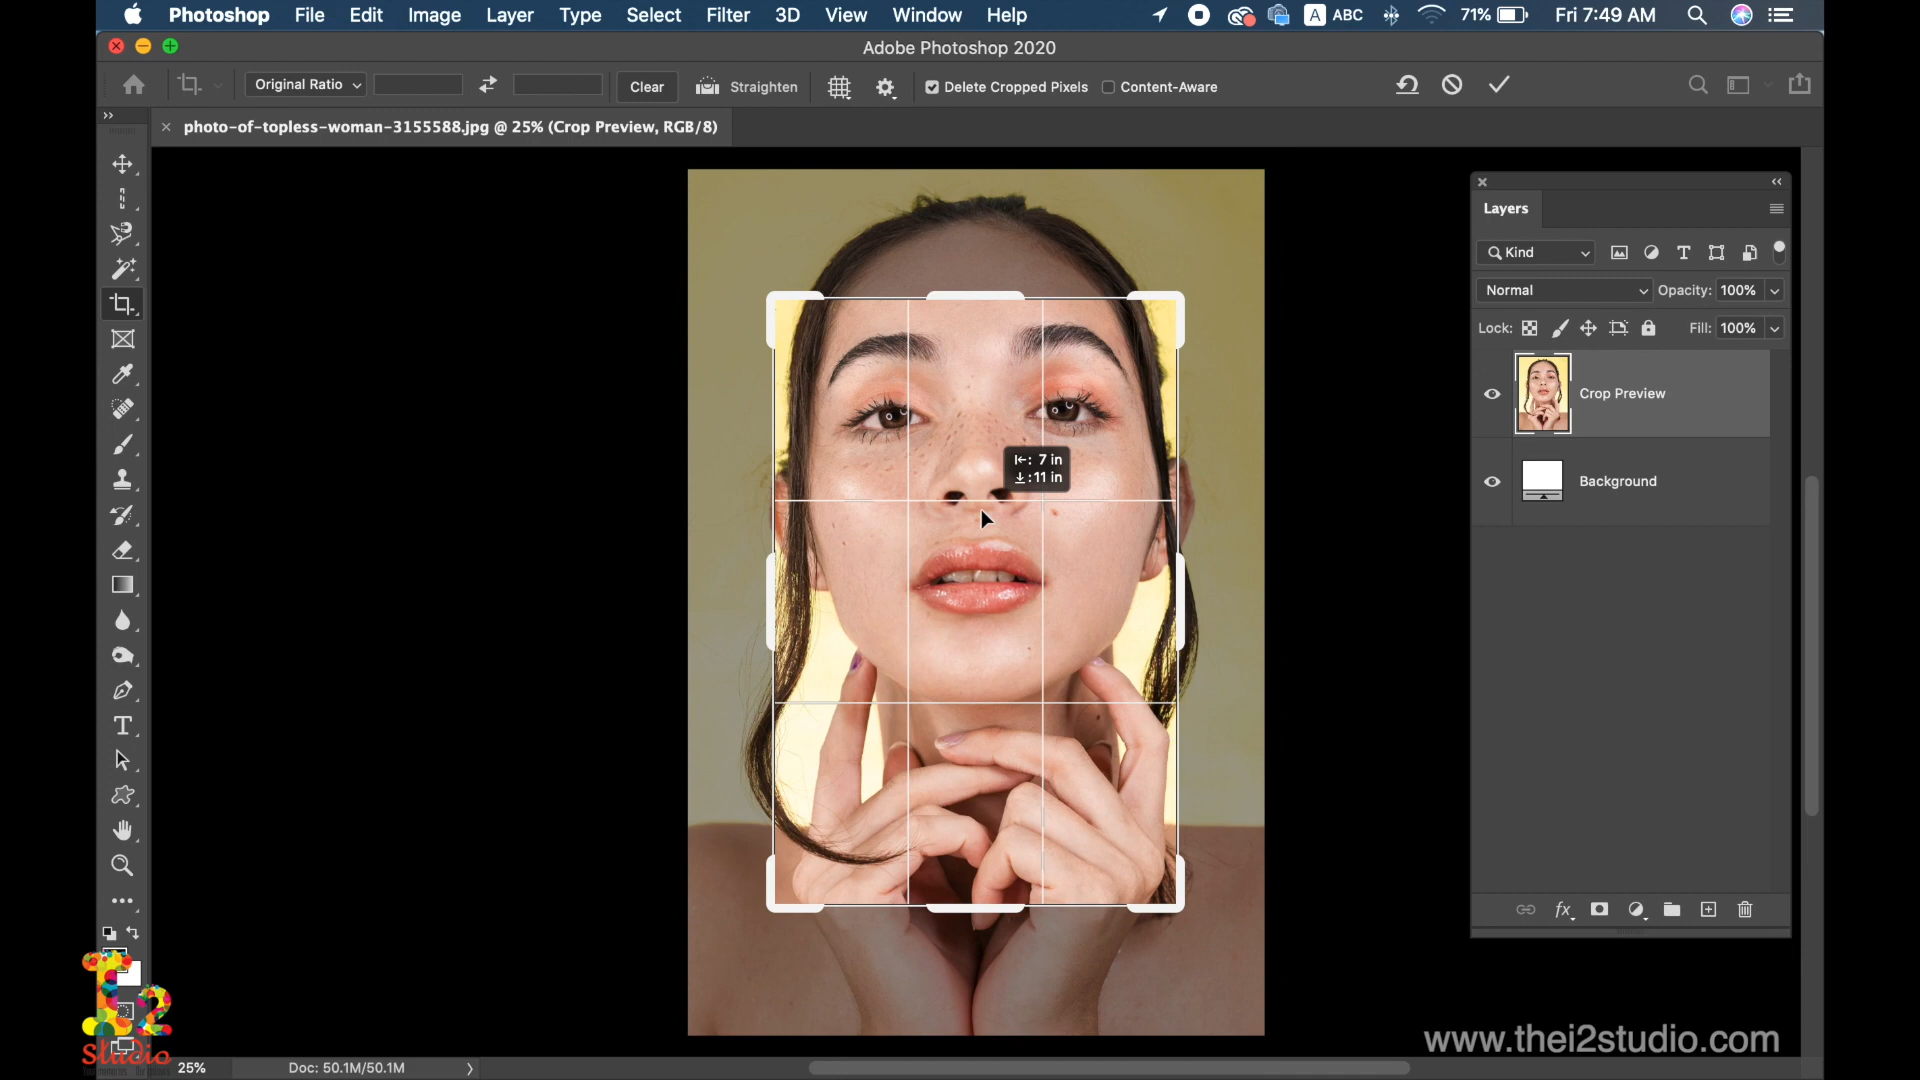 Photoshop File Edit Image Layer Type Select Filter 3D View Window Help A ABC 71% Fri 7:49 AM
Adobe Photoshop 2020
Original Ratio Clear Straighten Delete Cropped Pixels Content-Aware
photo-of-topless-woman-3155588.jpg @ 25% (Crop Preview, RGB/8)
Layers
Kind
Normal Opacity: 100%
Lock: Fill: 100%
Crop Preview
Background
: 7 in
:11 in
fx
12
Studio
www.thei2studio.com
25% Doc: 50.1M/50.1M